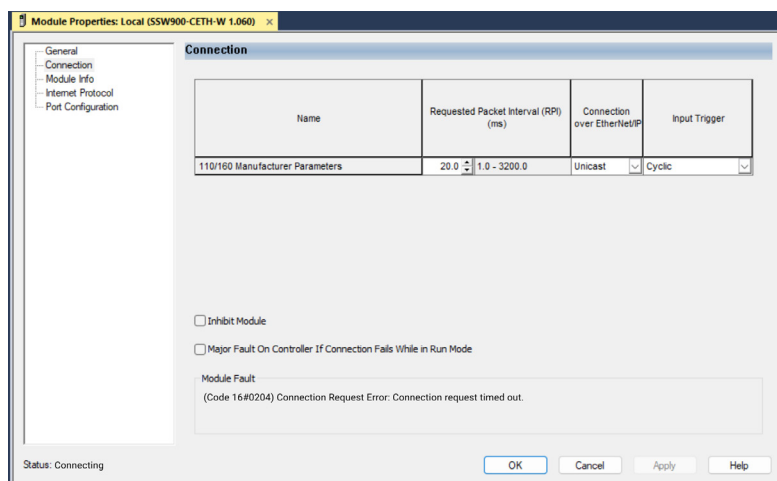 Module Properties: Local (SSW900-CETH-W 1.060) ×
General
Connection
Module Info
Internet Protocol
Port Configuration
Connection
Name
Requested Packet Interval (RPI)
(ms)
Connection
over EtherNet/IP
Input Trigger
110/160 Manufacturer Parameters
20.0
1.0 - 3200.0
Unicast
Cyclic
Inhibit Module
Major Fault On Controller If Connection Fails While in Run Mode
Module Fault
(Code 16#0204) Connection Request Error: Connection request timed out.
Status: Connecting
OK
Cancel
Apply
Help